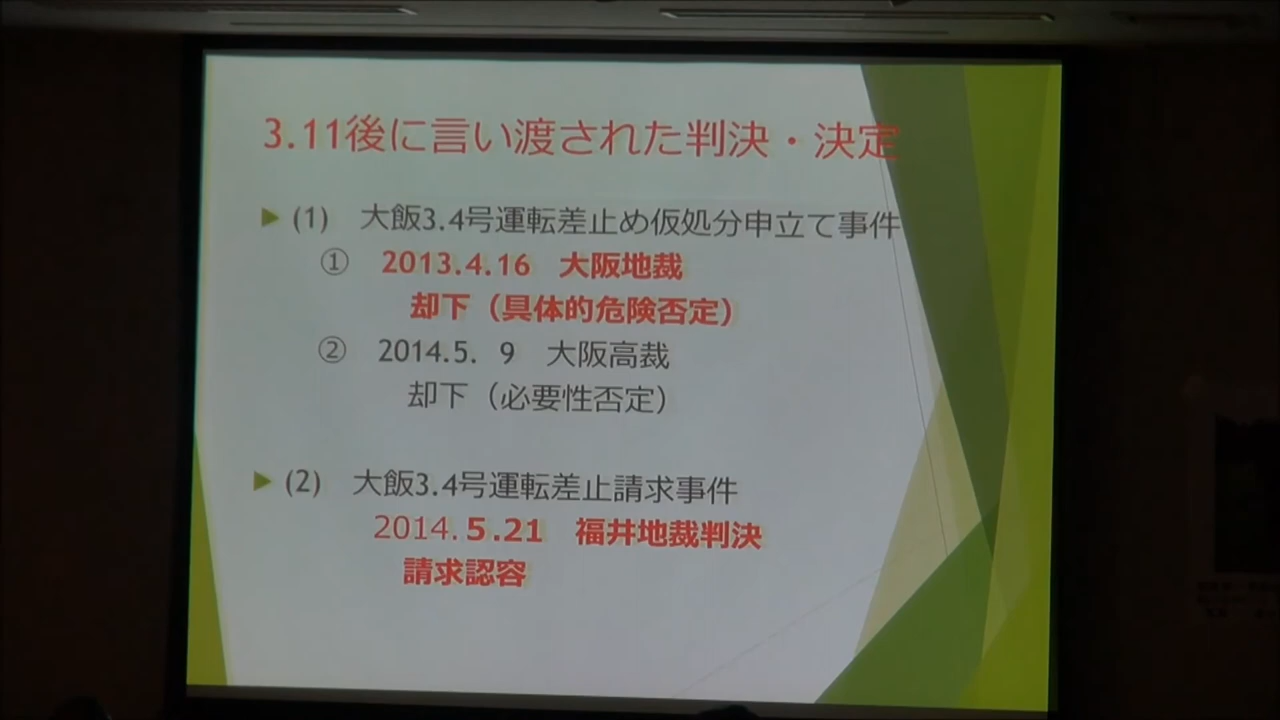 3.11後に言い渡された判決・決定
(1) 大飯3.4号運転差止め仮処分申立て事件
① 2013.4.16 大阪地裁
却下（具体的危険否定）
② 2014.5. 9 大阪高裁
却下（必要性否定）
(2) 大飯3.4号運転差止請求事件
2014.5.21 福井地裁判決
請求認容